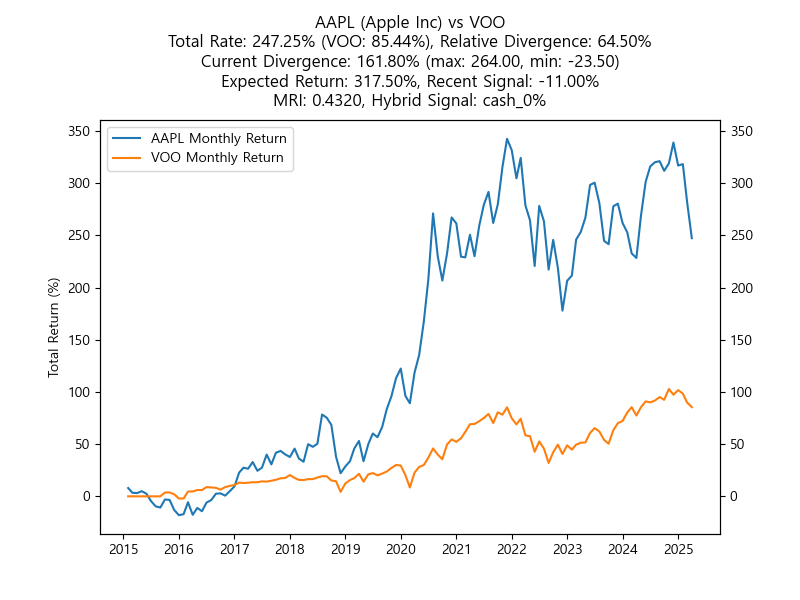 AAPL (Apple Inc) vs VOO
Total Rate: 247.25% (VOO: 85.44%), Relative Divergence: 64.50%
Current Divergence: 161.80% (max: 264.00, min: -23.50)
Expected Return: 317.50%, Recent Signal: -11.00%
MRI: 0.4320, Hybrid Signal: cash_0%
AAPL Monthly Return
VOO Monthly Return
Total Return (%)
350 350
300 300
250 250
200 200
150 150
100 100
50 50
0 0
2015 2016 2017 2018 2019 2020 2021 2022 2023 2024 2025